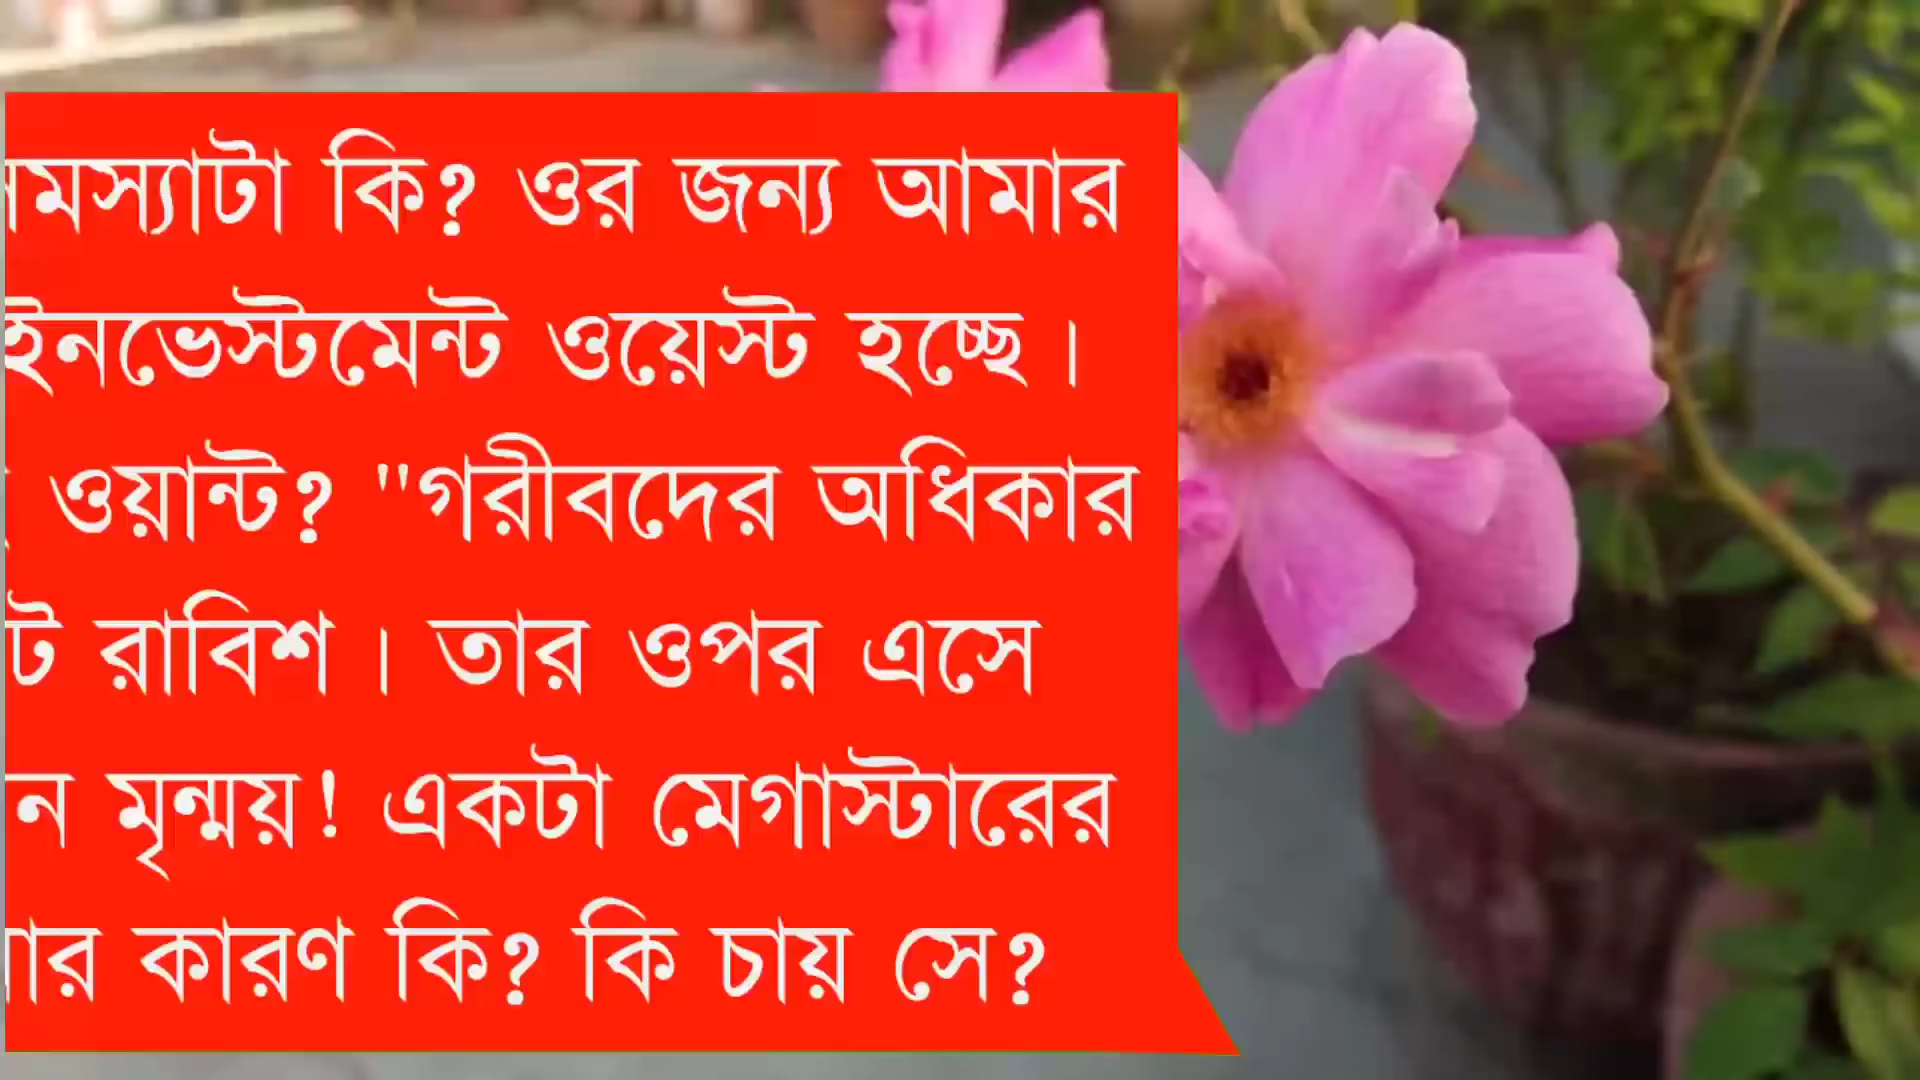 সমস্যাটা কি? ওর জন্য আমার
ইনভেস্টমেন্ট ওয়েস্ট হচ্ছে।
ওয়ান্ট? "গরীবদের অধিকার
রাবিশ। তার ওপর এসে
মৃন্ময়! একটা মেগাস্টারের
কারণ কি? কি চায় সে?